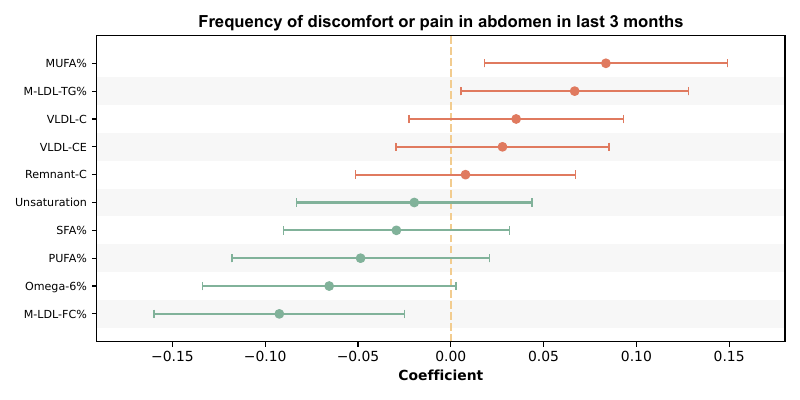 Frequency of discomfort or pain in abdomen in last 3 months
MUFA%
M-LDL-TG%
VLDL-C
VLDL-CE
Remnant-C
Unsaturation
SFA%
PUFA%
Omega-6%
M-LDL-FC%
−0.15 −0.10 −0.05 0.00 0.05 0.10 0.15
Coefficient